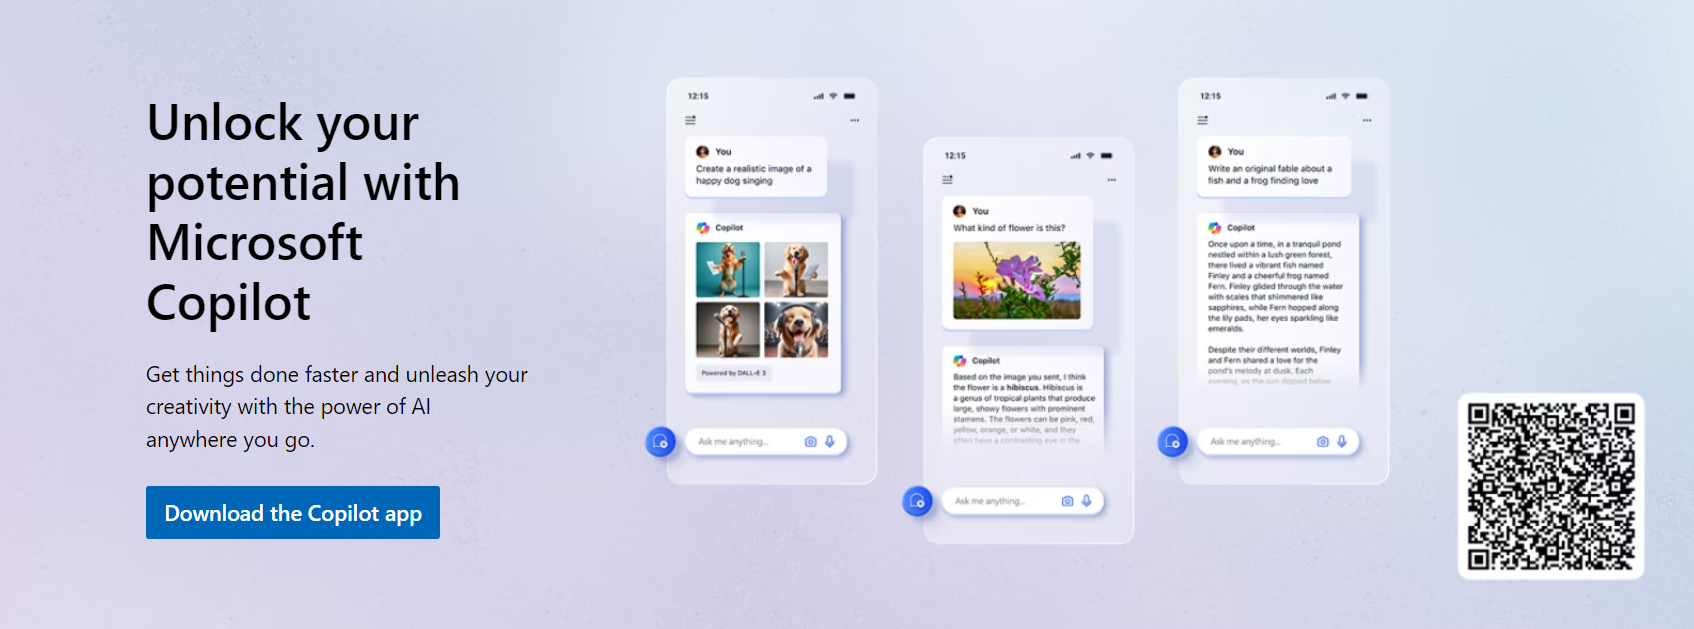 Unlock your
potential with
Microsoft
Copilot
Get things done faster and unleash your
creativity with the power of AI
anywhere you go.
Download the Copilot app
12:15
You
Create a realistic image of a
happy dog singing
Copilot
Powered by DALL-E 3
Ask me anything...
12:15
You
What kind of flower is this?
Copilot
Based on the image you sent, I think
the flower is a hibiscus. Hibiscus is
a genus of tropical plants that produce
large, showy flowers with prominent
stamens. The flowers can be pink, red,
yellow, orange, or white, and they
often have a contrasting eye in the
Ask me anything...
12:15
You
Write an original fable about a
fish and a frog finding love
Copilot
Once upon a time, in a tranquil pond
nestled within a lush green forest,
there lived a vibrant fish named
Finley and a cheerful frog named
Fern. Finley glided through the water
with scales that shimmered like
sapphires, while Fern hopped along
the lily pads, her eyes sparkling like
emeralds.
Despite their different worlds, Finley
and Fern shared a love for the
pond's melody at dusk. Each
evening, as the sun dipped below
Ask me anything...